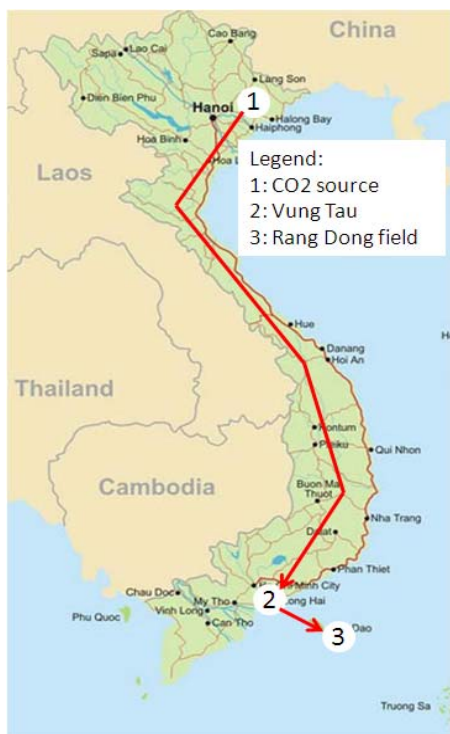 China
Cao Bang
Lao Cai
Sapa
Lang Son
Dien Bien Phu
Hanoi
1
Halong Bay
Haiphong
Hoa Binh
Hoa L
Laos
Legend:
1: CO2 source
2: Vung Tau
3: Rang Dong field
Hue
Danang
Hoi An
Thailand
Kontum
Pleiku
Qui Nhon
Cambodia
Buon Ma
Thuot
Nha Trang
Dalat
Phan Thiet
Minh City
Chau Doc
2
Long Hai
My Tho
Phu Quoc
Vinh Long
Can Tho
3
Dao
Truong Sa